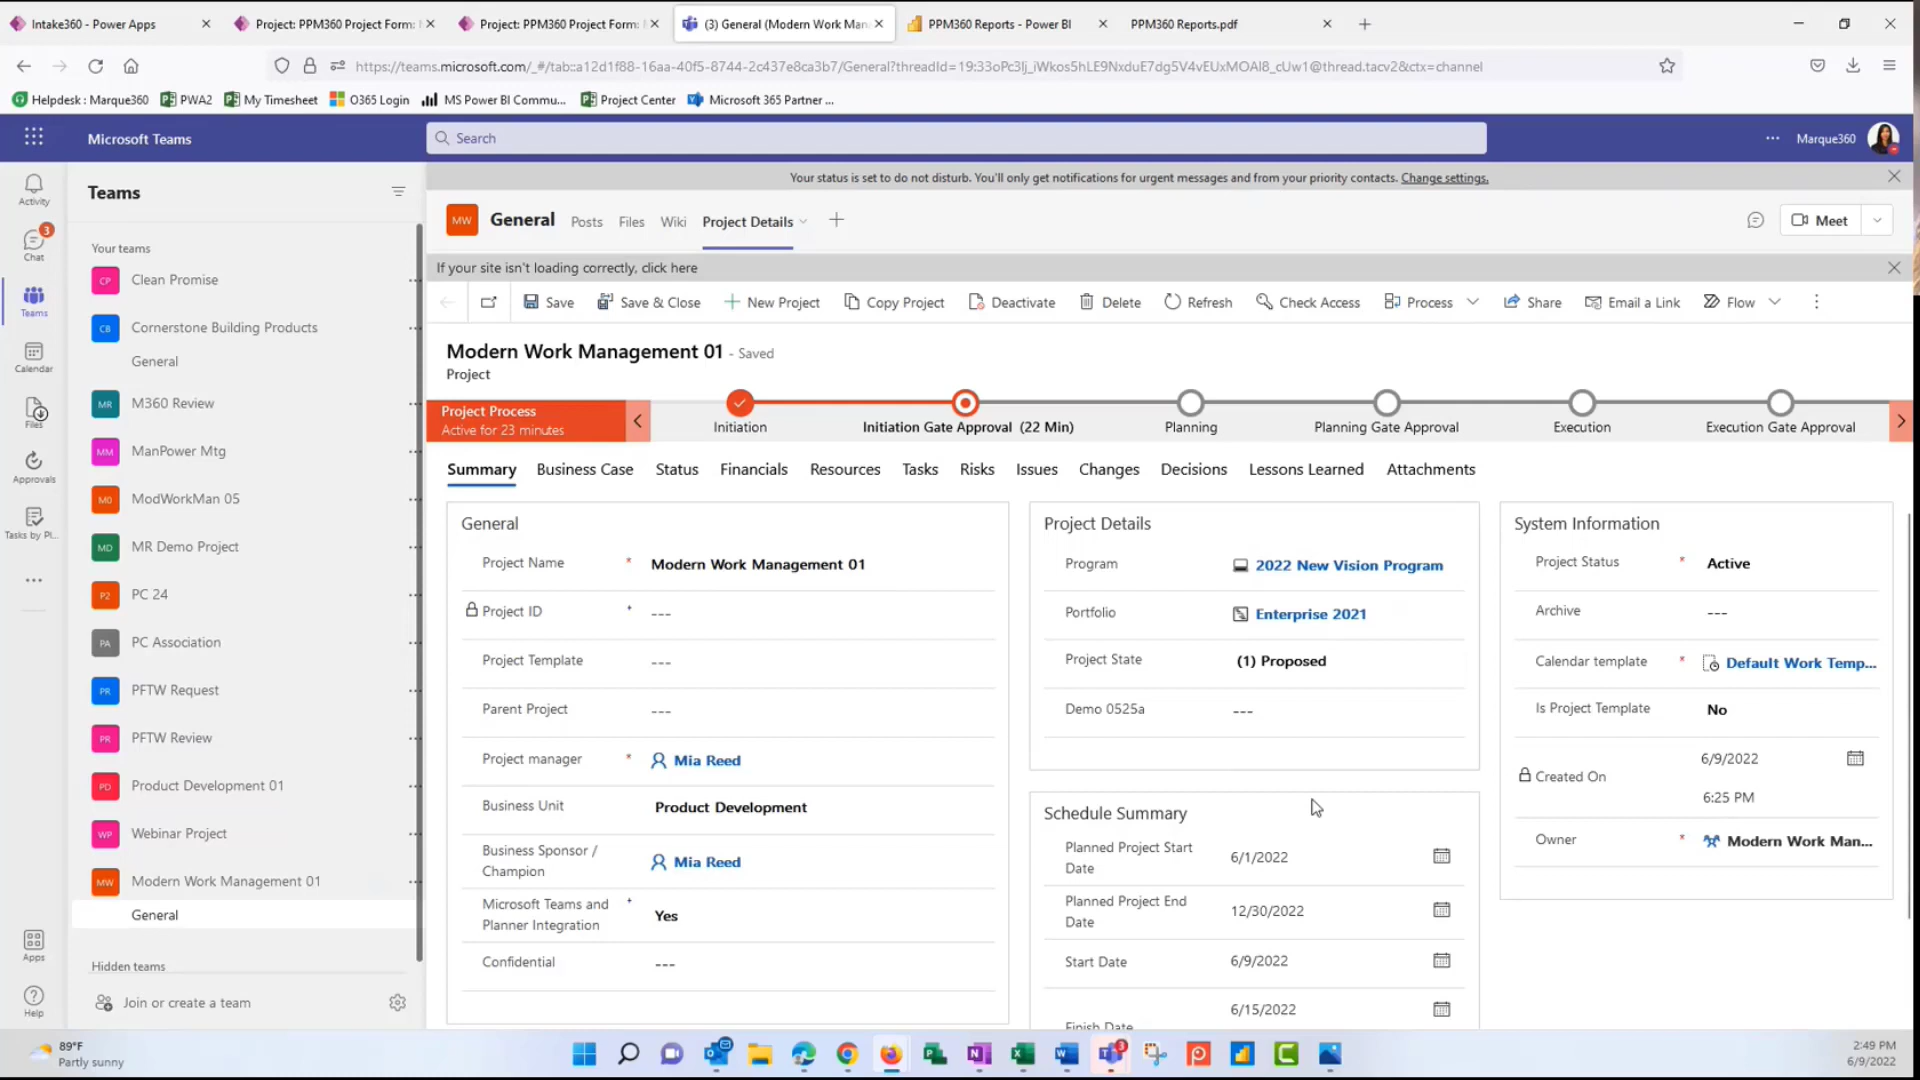 Intake360 - Power Apps
Project: PPM360 Project Form:
Project: PPM360 Project Form:
(3) General (Modern Work Man
PPM360 Reports - Power BI
PPM360 Reports.pdf
https://teams.microsoft.com/_#/tab::a12d1f88-16aa-40f5-8744-2c437e8ca3b7/General?threadId=19:33oPc3Ij_iWkos5hLE9NxduE7dg5V4vEUxMOAI8_cUw1@thread.tacv2&ctx=channel
Helpdesk : Marque360
PWA2
My Timesheet
O365 Login
MS Power BI Commu...
Project Center
Microsoft 365 Partner ...
Microsoft Teams
Search
Marque360
Your status is set to do not disturb. You'll only get notifications for urgent messages and from your priority contacts. Change settings.
Activity
3
Chat
Teams
Calendar
Files
Approvals
Tasks by Pl...
Apps
Help
Teams
Your teams
CP Clean Promise
CB Cornerstone Building Products
General
MR M360 Review
MM ManPower Mtg
M0 ModWorkMan 05
MD MR Demo Project
P2 PC 24
PA PC Association
PR PFTW Request
PR PFTW Review
PD Product Development 01
WP Webinar Project
MW Modern Work Management 01
General
Hidden teams
Join or create a team
MW General Posts Files Wiki Project Details
Meet
If your site isn't loading correctly, click here
Save
Save & Close
New Project
Copy Project
Deactivate
Delete
Refresh
Check Access
Process
Share
Email a Link
Flow
Modern Work Management 01 - Saved
Project
Project Process
Active for 23 minutes
Initiation
Initiation Gate Approval (22 Min)
Planning
Planning Gate Approval
Execution
Execution Gate Approval
Summary Business Case Status Financials Resources Tasks Risks Issues Changes Decisions Lessons Learned Attachments
General
Project Name * Modern Work Management 01
Project ID + ---
Project Template ---
Parent Project ---
Project manager * Mia Reed
Business Unit Product Development
Business Sponsor /
Champion
Mia Reed
Microsoft Teams and
Planner Integration
+ Yes
Confidential ---
Project Details
Program 2022 New Vision Program
Portfolio Enterprise 2021
Project State (1) Proposed
Demo 0525a ---
Schedule Summary
Planned Project Start
Date
6/1/2022
Planned Project End
Date
12/30/2022
Start Date 6/9/2022
6/15/2022
Finish Date
System Information
Project Status * Active
Archive ---
Calendar template * Default Work Temp...
Is Project Template No
6/9/2022
Created On
6:25 PM
Owner * Modern Work Man...
89°F
Partly sunny
3
2:49 PM
6/9/2022